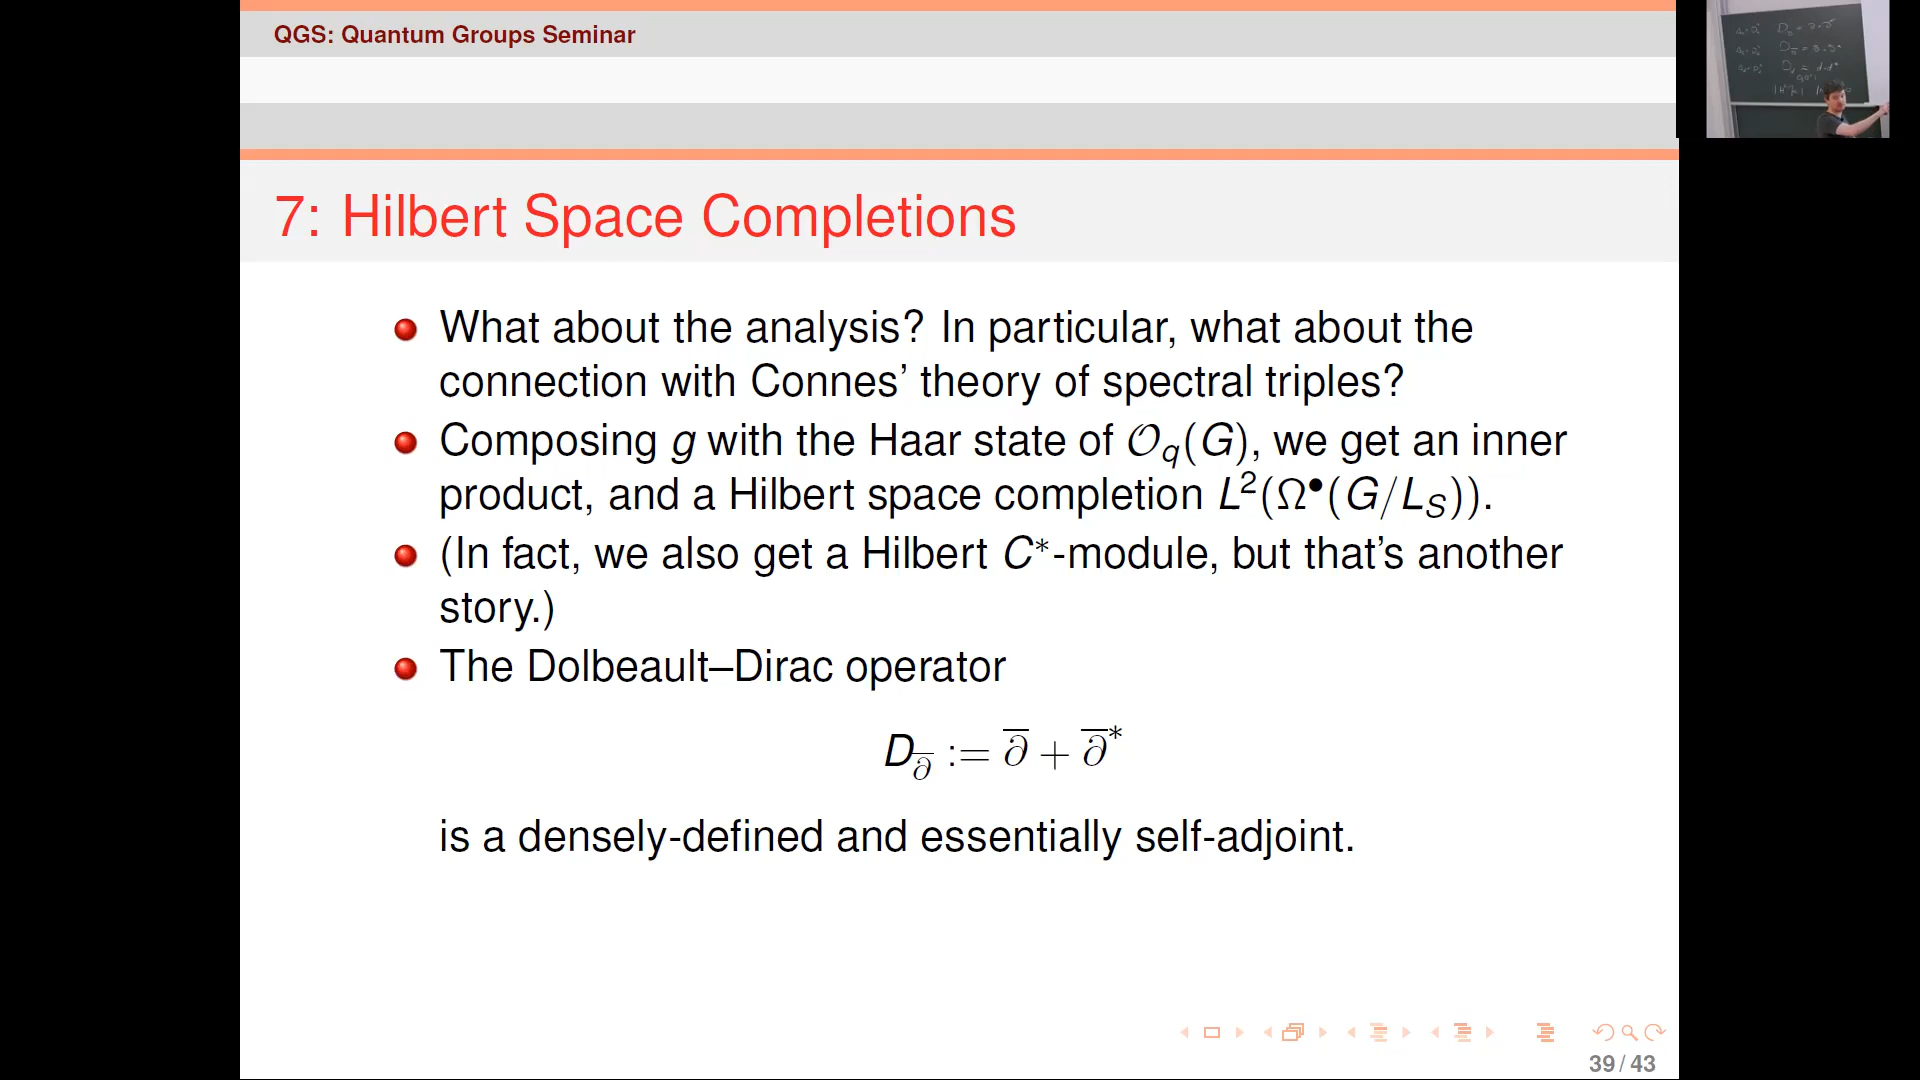 QGS: Quantum Groups Seminar
7: Hilbert Space Completions
What about the analysis? In particular, what about the
connection with Connes' theory of spectral triples?
Composing g with the Haar state of 𝒪_q(G), we get an inner
product, and a Hilbert space completion L²(Ω^•(G/L_S)).
(In fact, we also get a Hilbert C*-module, but that's another
story.)
The Dolbeault–Dirac operator
D_∂̅ := ∂̅ + ∂̅*
is a densely-defined and essentially self-adjoint.
39 / 43